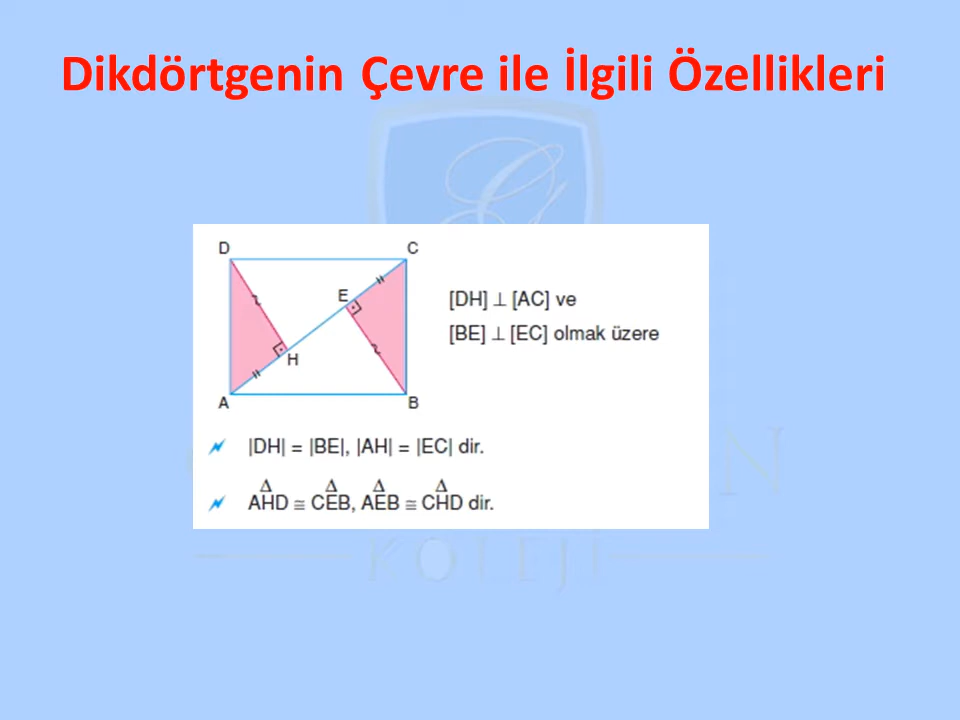 Dikdörtgenin Çevre ile İlgili Özellikleri
D
C
E
H
A
B
[DH] ⊥ [AC] ve
[BE] ⊥ [EC] olmak üzere
|DH| = |BE|, |AH| = |EC| dir.
Δ Δ Δ Δ
AHD ≅ CEB, AEB ≅ CHD dir.
KOLEJİ